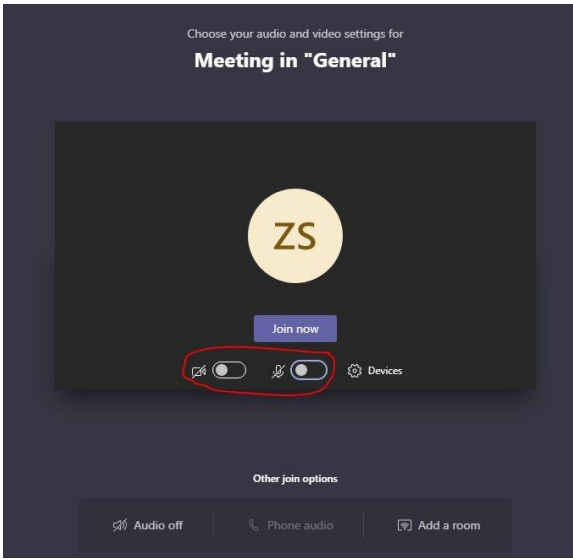 Choose your audio and video settings for
Meeting in "General"
ZS
Join now
Devices
Other join options
Audio off
Phone audio
Add a room